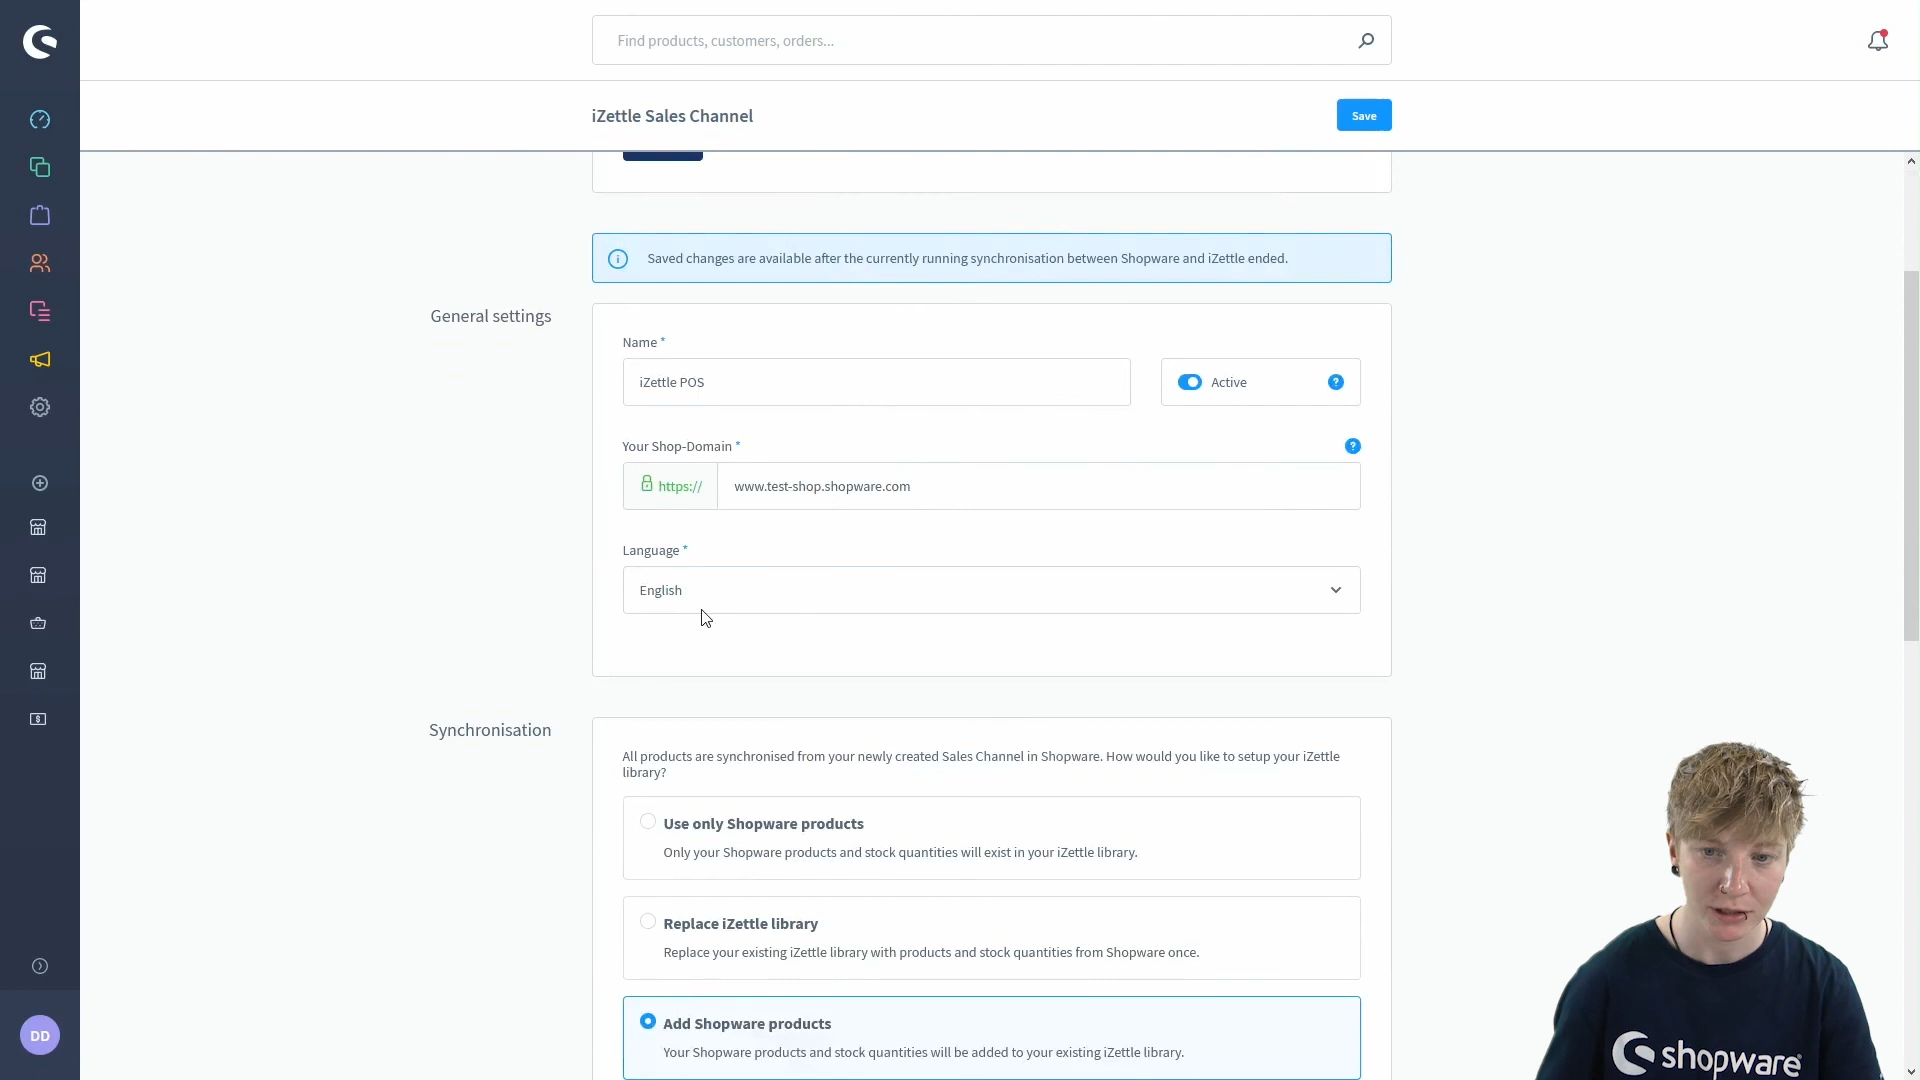 Find products, customers, orders...
iZettle Sales Channel
Save
Saved changes are available after the currently running synchronisation between Shopware and iZettle ended.
General settings
Name *
iZettle POS
Active
Your Shop-Domain *
https://
www.test-shop.shopware.com
Language *
English
Synchronisation
All products are synchronised from your newly created Sales Channel in Shopware. How would you like to setup your iZettle
library?
Use only Shopware products
Only your Shopware products and stock quantities will exist in your iZettle library.
Replace iZettle library
Replace your existing iZettle library with products and stock quantities from Shopware once.
Add Shopware products
Your Shopware products and stock quantities will be added to your existing iZettle library.
DD
shopware